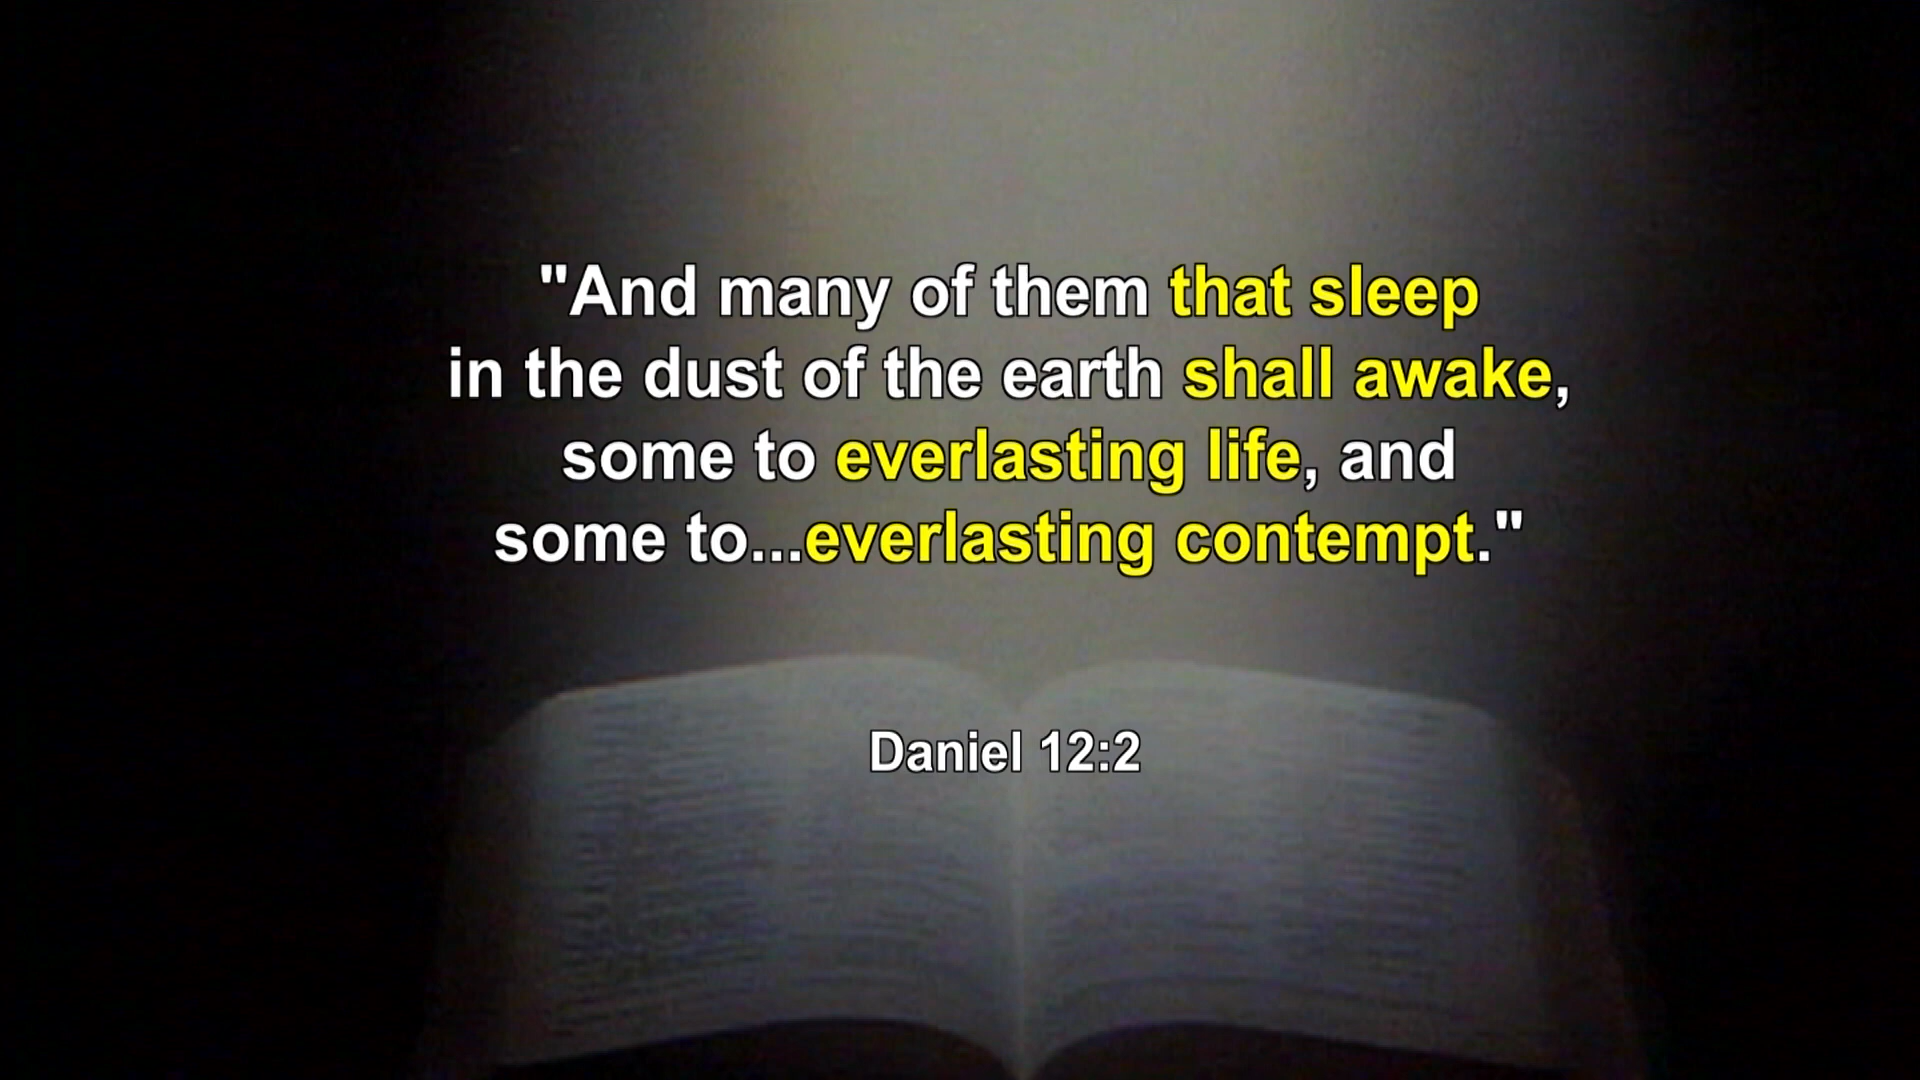 "And many of them that sleep
in the dust of the earth shall awake,
some to everlasting life, and
some to...everlasting contempt."
Daniel 12:2